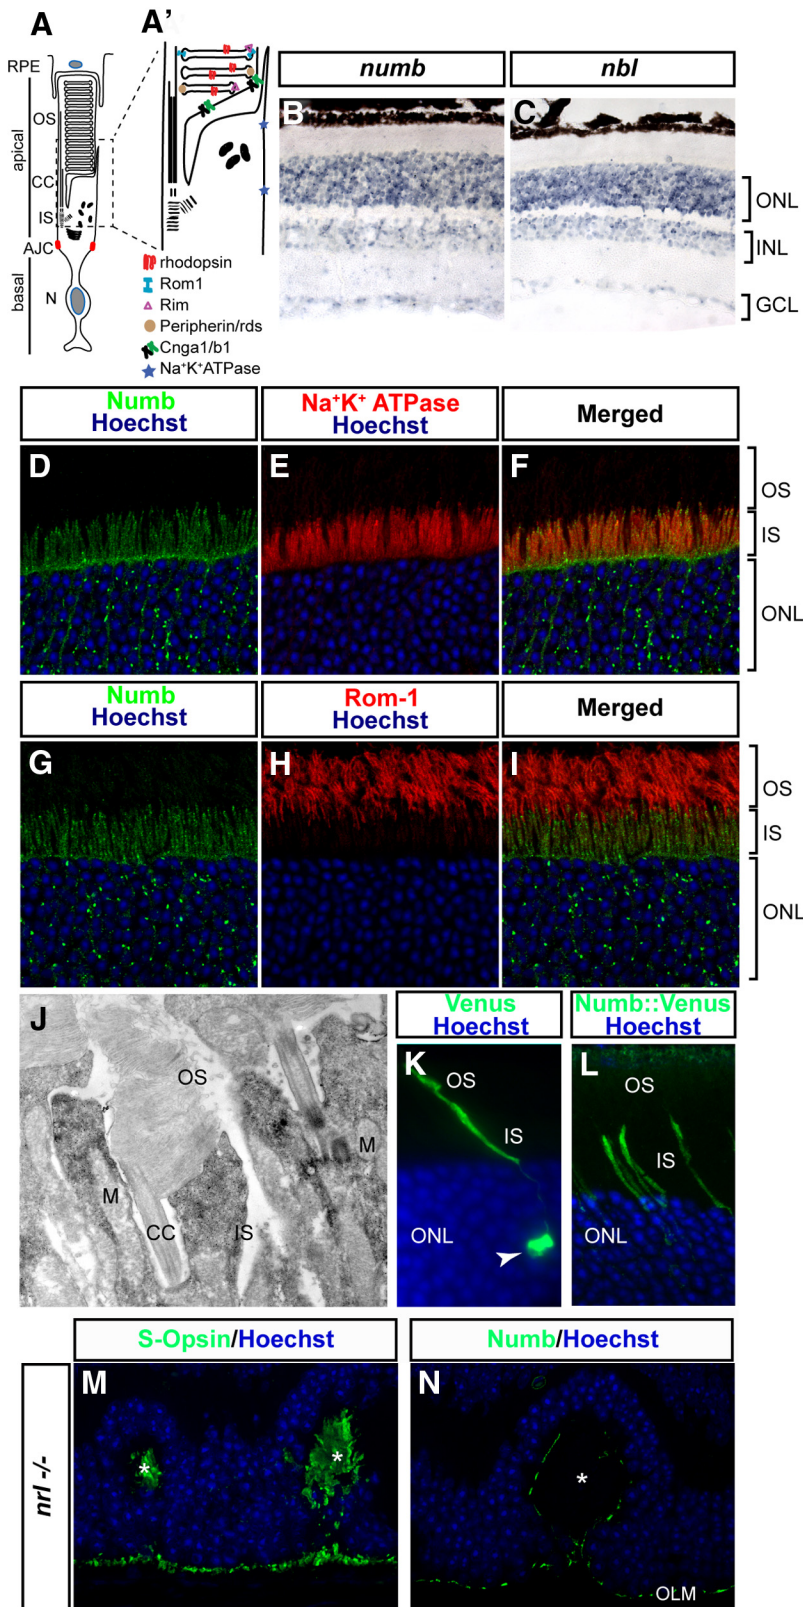 A
A'
RPE
apical
OS
CC
IS
AJC
basal
N
rhodopsin
Rom1
Rim
Peripherin/rds
Cnga1/b1
Na⁺K⁺ATPase
numb
nbl
B
C
ONL
INL
GCL
Numb
Hoechst
Na⁺K⁺ ATPase
Hoechst
Merged
D
E
F
OS
IS
ONL
Numb
Hoechst
Rom-1
Hoechst
Merged
G
H
I
OS
IS
ONL
J
OS
M
M
CC
IS
Venus
Hoechst
K
OS
IS
ONL
Numb::Venus
Hoechst
L
OS
IS
ONL
S-Opsin/Hoechst
Numb/Hoechst
nrl -/-
M
*
*
N
*
OLM